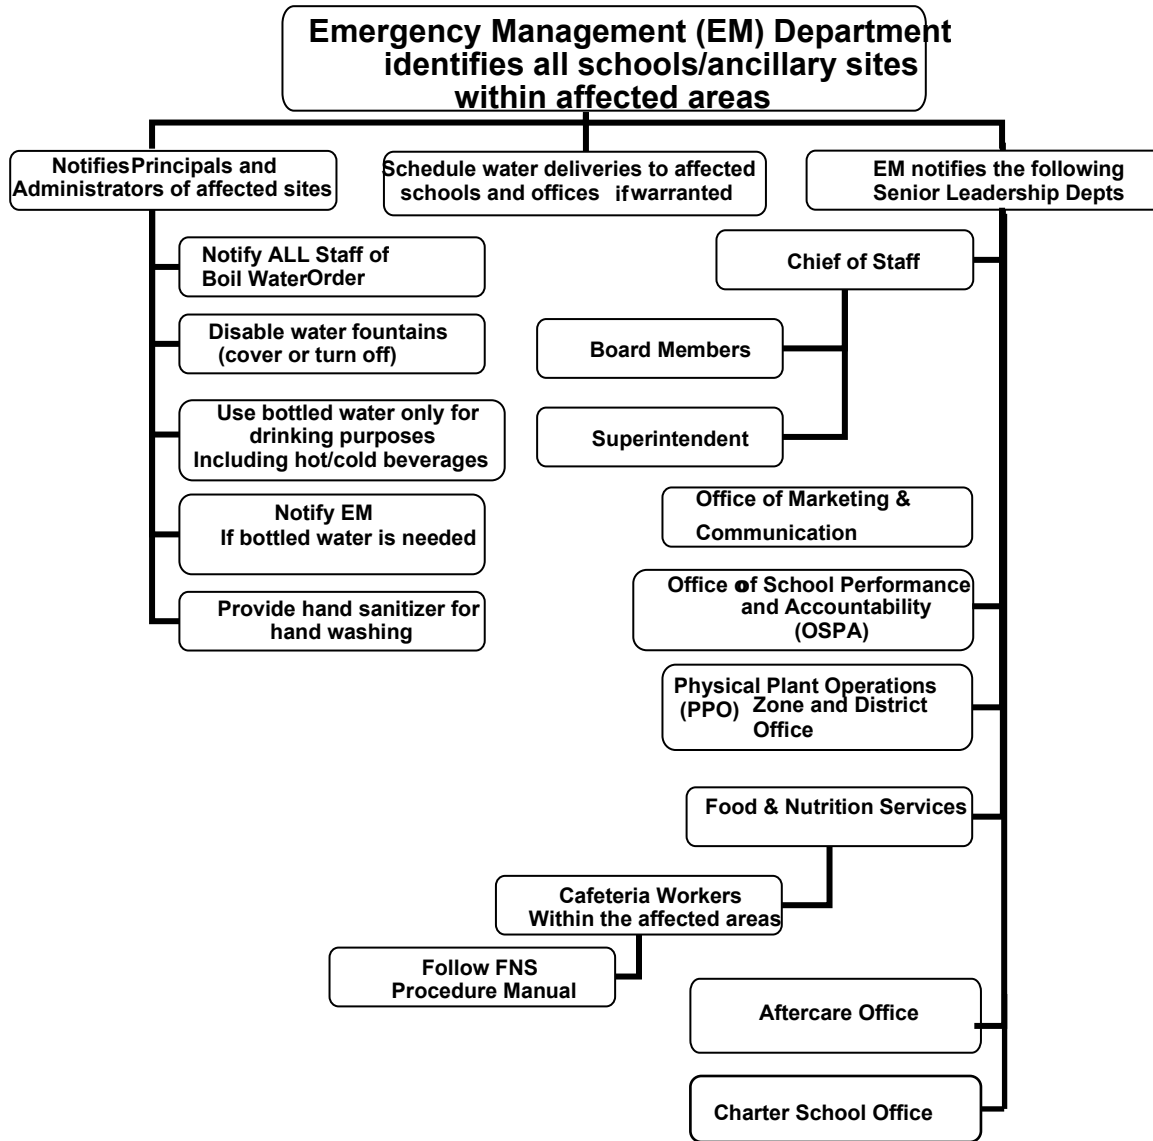 Emergency Management (EM) Department
identifies all schools/ancillary sites
within affected areas
Notifies Principals and
Administrators of affected sites
Schedule water deliveries to affected
schools and offices if warranted
EM notifies the following
Senior Leadership Depts
Notify ALL Staff of
Boil Water Order
Disable water fountains
(cover or turn off)
Use bottled water only for
drinking purposes
Including hot/cold beverages
Notify EM
If bottled water is needed
Provide hand sanitizer for
hand washing
Chief of Staff
Board Members
Superintendent
Office of Marketing &
Communication
Office of School Performance
and Accountability
(OSPA)
Physical Plant Operations
(PPO) Zone and District
Office
Food & Nutrition Services
Cafeteria Workers
Within the affected areas
Follow FNS
Procedure Manual
Aftercare Office
Charter School Office